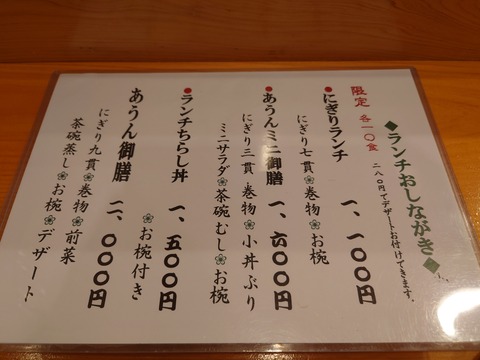 ◆ランチおしながき◆
二八〇円でデザートお付けできます。
限定 各一〇食
●にぎりランチ 一、一〇〇円
にぎり七貫❀巻物❀お椀
●あうんミニ御膳 一、六〇〇円
にぎり三貫 巻物❀小丼ぶり
ミニサラダ❀茶碗むし❀お椀
●ランチちらし丼 一、五〇〇円
❀お椀付き
あうん御膳 二、〇〇〇円
にぎり九貫❀巻物❀前菜
茶碗蒸し❀お椀❀デザート